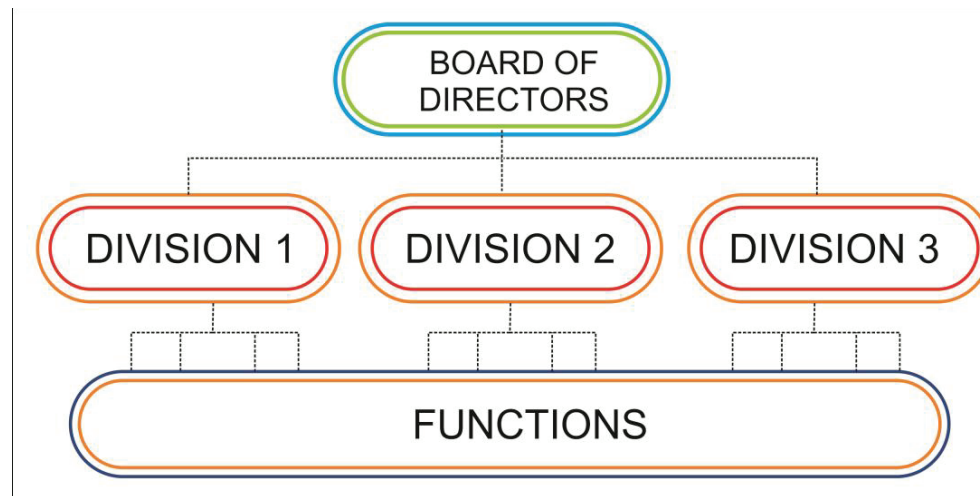 BOARD OF
DIRECTORS
DIVISION 1
DIVISION 2
DIVISION 3
FUNCTIONS